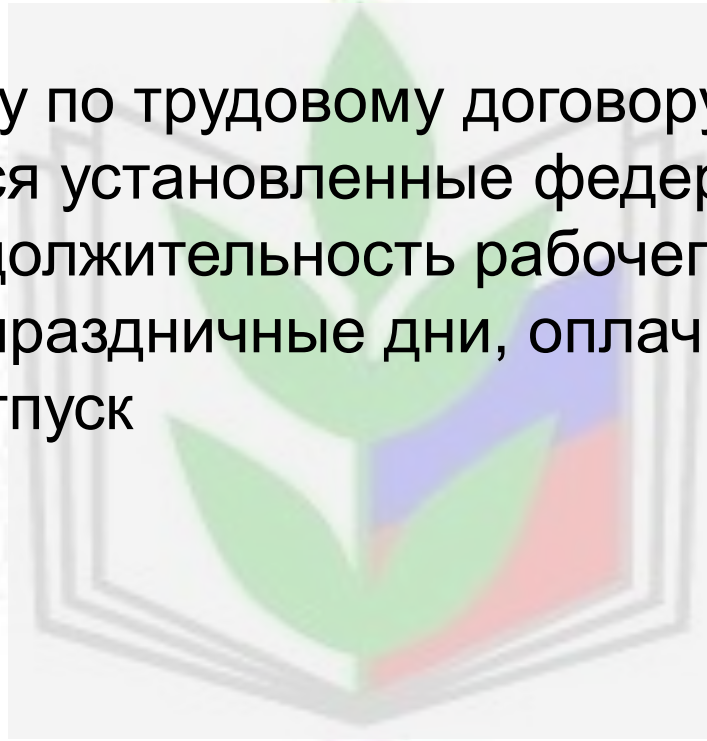 у по трудовому договору
ся установленные федер
должительность рабочег
праздничные дни, оплач
тпуск